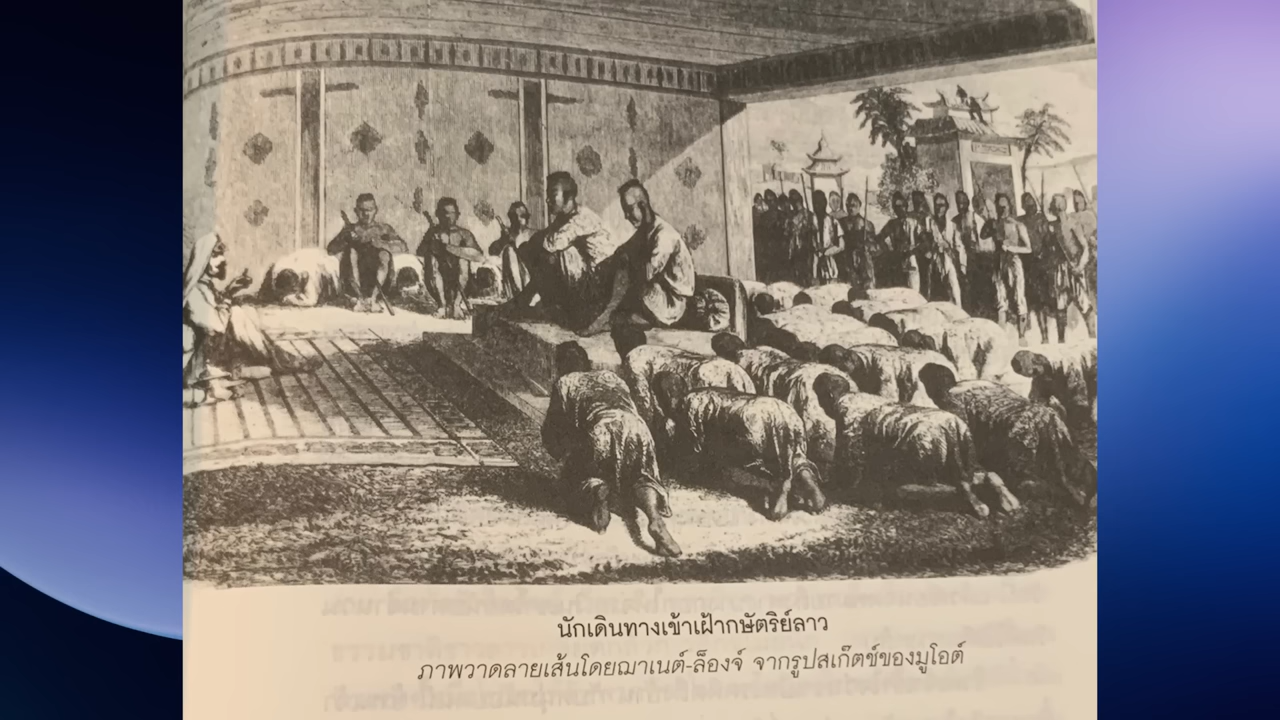 นักเดินทางเข้าเฝ้ากษัตริย์ลาว
ภาพวาดลายเส้นโดยฌาเนต์-ล็องจ์ จากรูปสเก๊ตช์ของมูโอต์